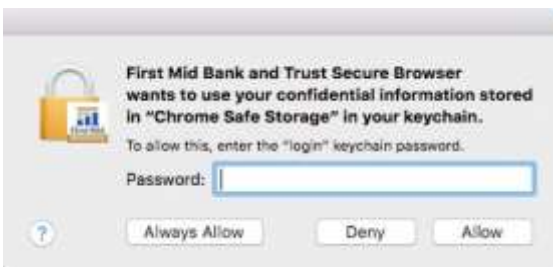 First Mid Bank and Trust Secure Browser
wants to use your confidential information stored
in “Chrome Safe Storage” in your keychain.
To allow this, enter the “login” keychain password.
Password:
?
Always Allow
Deny
Allow